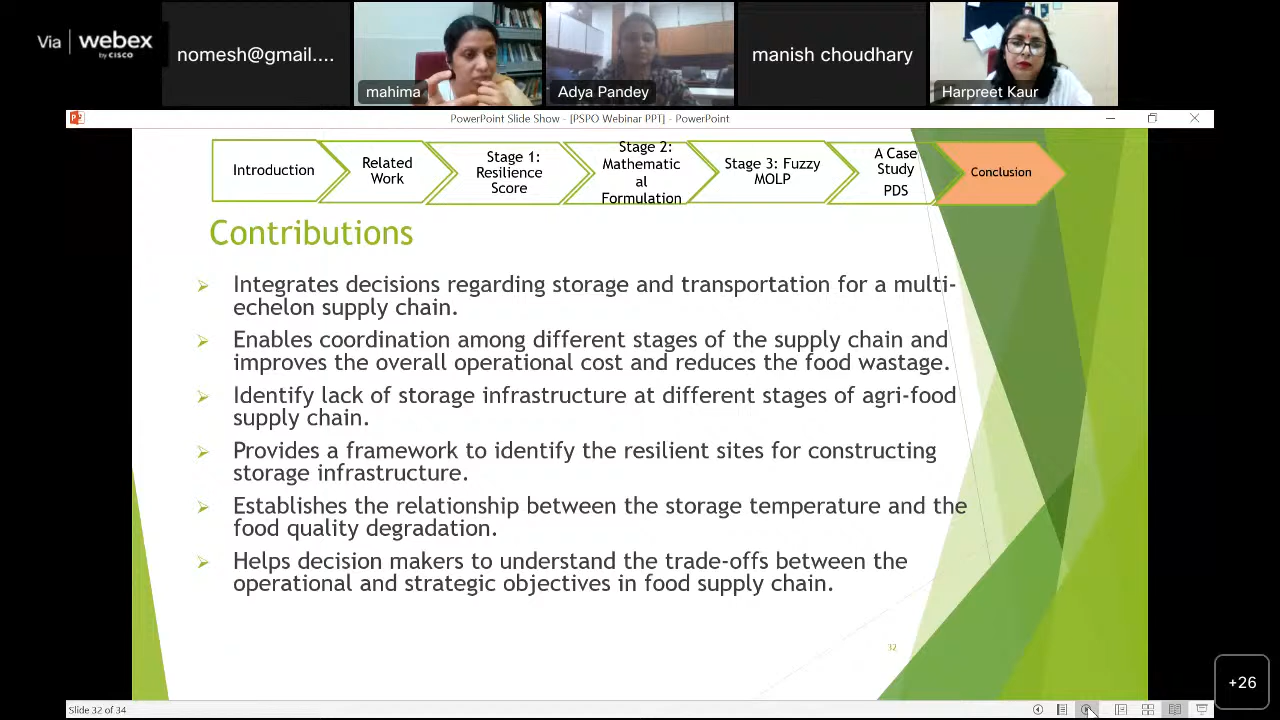 Via webex
by CISCO
nomesh@gmail....
mahima
Adya Pandey
manish choudhary
Harpreet Kaur
PowerPoint Slide Show - [PSPO Webinar PPT] - PowerPoint
Introduction
Related
Work
Stage 1:
Resilience
Score
Stage 2:
Mathematic
al
Formulation
Stage 3: Fuzzy
MOLP
A Case
Study
PDS
Conclusion
Contributions
Integrates decisions regarding storage and transportation for a multi-
echelon supply chain.
Enables coordination among different stages of the supply chain and
improves the overall operational cost and reduces the food wastage.
Identify lack of storage infrastructure at different stages of agri-food
supply chain.
Provides a framework to identify the resilient sites for constructing
storage infrastructure.
Establishes the relationship between the storage temperature and the
food quality degradation.
Helps decision makers to understand the trade-offs between the
operational and strategic objectives in food supply chain.
32
+26
Slide 32 of 34